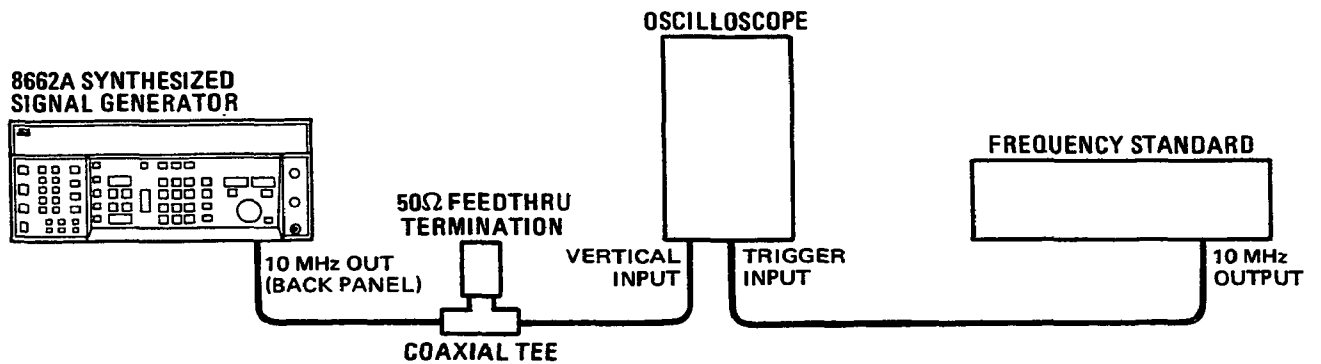 OSCILLOSCOPE
8662A SYNTHESIZED
SIGNAL GENERATOR
FREQUENCY STANDARD
50Ω FEEDTHRU
TERMINATION
10 MHz OUT
(BACK PANEL)
VERTICAL
INPUT
TRIGGER
INPUT
10 MHz
OUTPUT
COAXIAL TEE